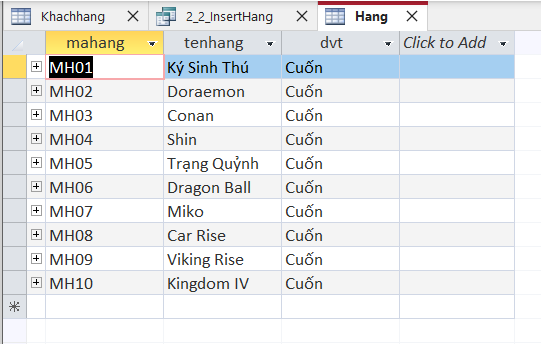 Khachhang 2_2_InsertHang Hang
mahang tenhang dvt Click to Add
MH01 Ký Sinh Thú Cuốn
MH02 Doraemon Cuốn
MH03 Conan Cuốn
MH04 Shin Cuốn
MH05 Trạng Quỷnh Cuốn
MH06 Dragon Ball Cuốn
MH07 Miko Cuốn
MH08 Car Rise Cuốn
MH09 Viking Rise Cuốn
MH10 Kingdom IV Cuốn